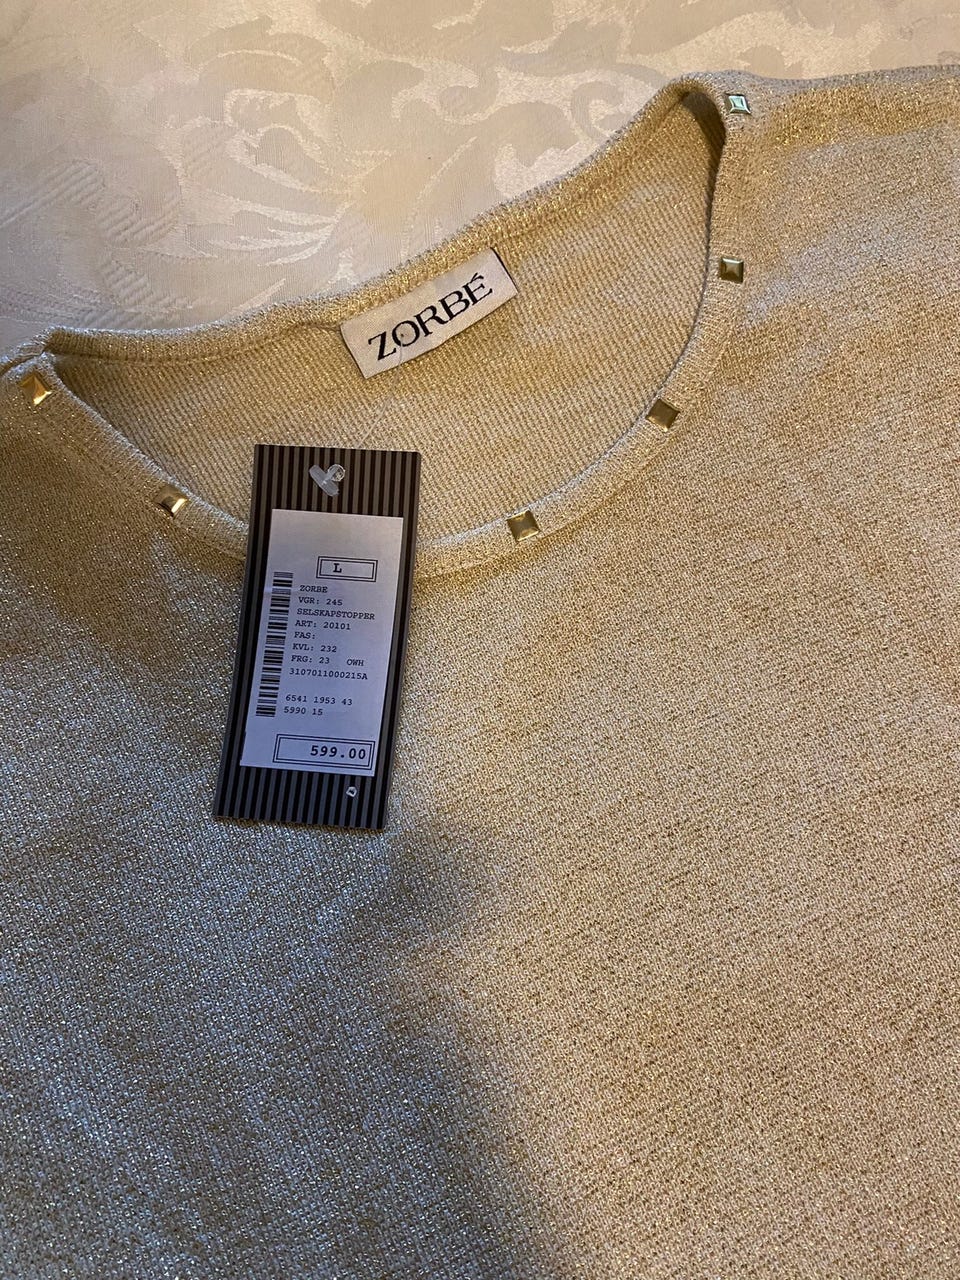 ZORBÉ
L
ZORBE
VGR: 245
SELSKAPSTOPPER
ART: 20101
FAS:
KVL: 232
FRG: 23 OWH
3107011000215A
6541 1953 43
5990 15
599.00